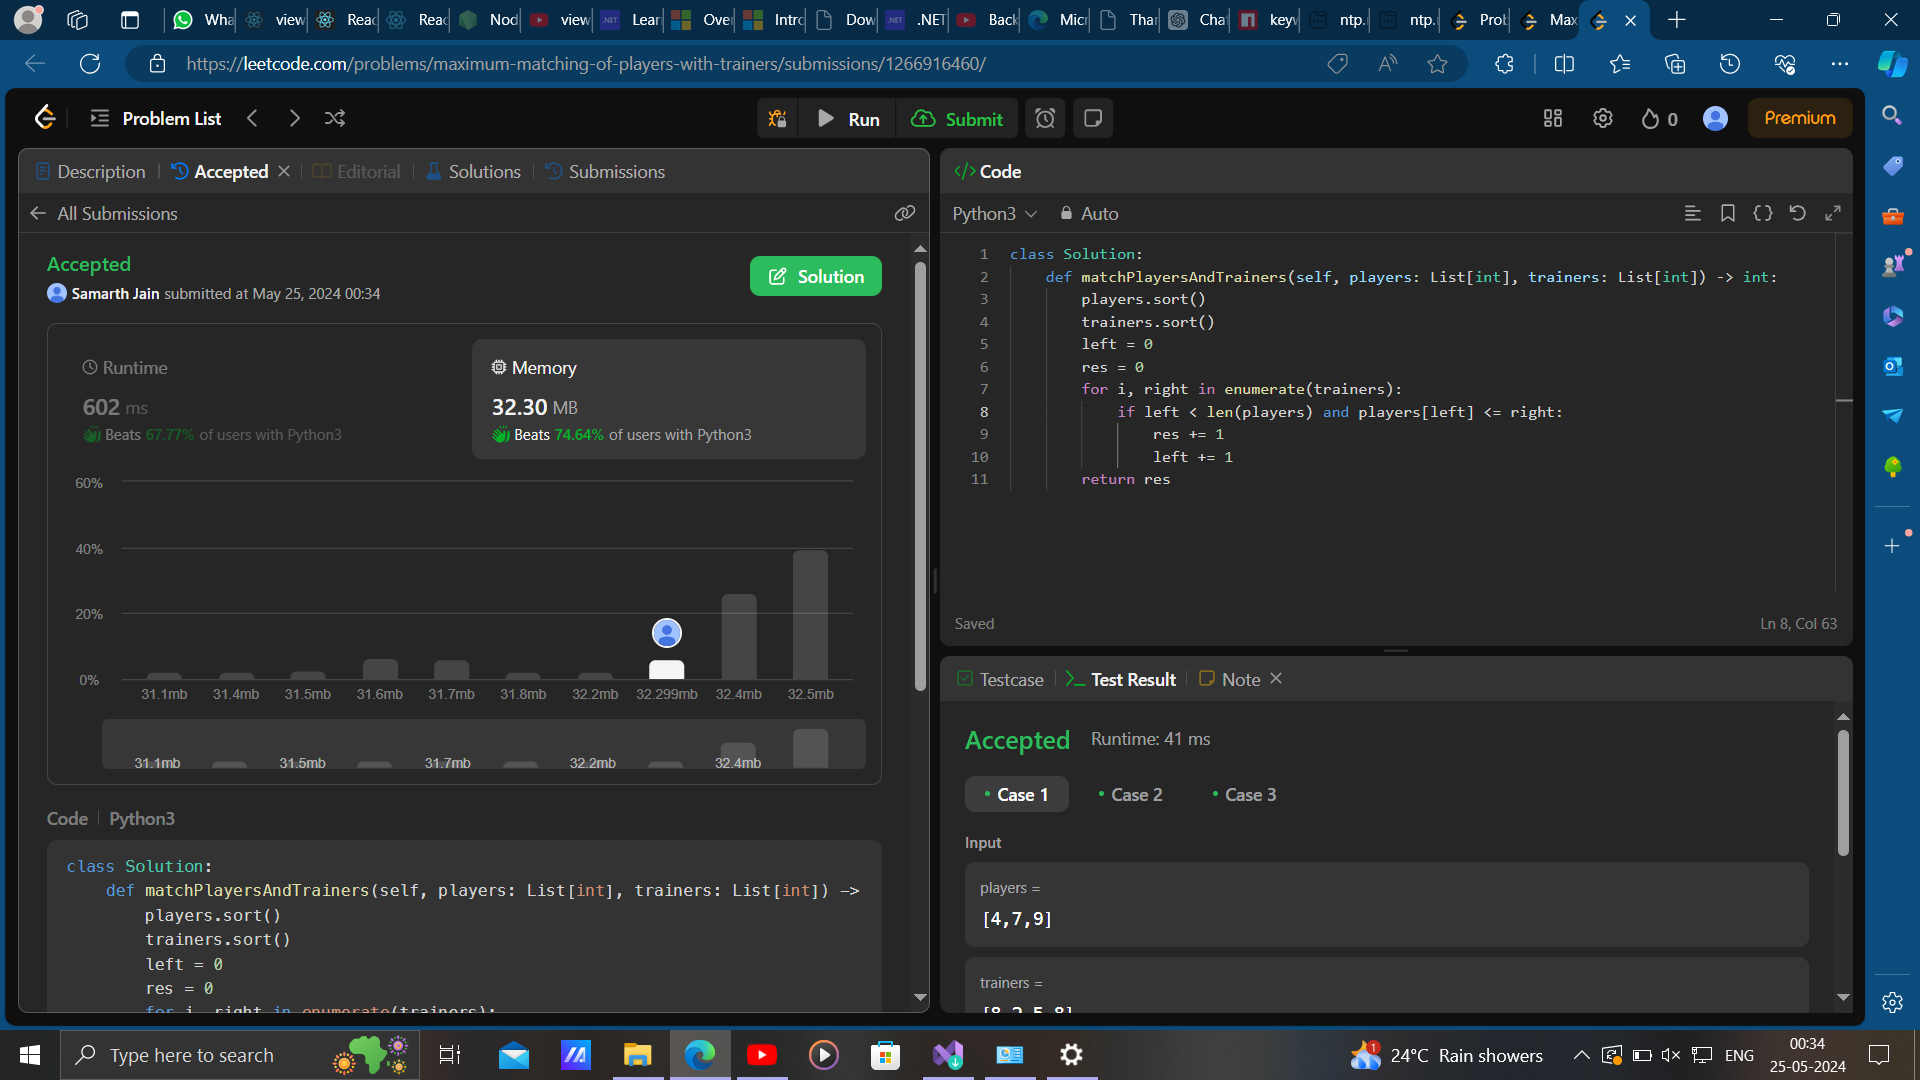 Wha
view
Reac
Reac
Nod
view
Lear
Over
Intro
Dow
.NET
Back
Micr
Thar
Cha
keyw
ntp.
ntp.
Prob
Max
https://leetcode.com/problems/maximum-matching-of-players-with-trainers/submissions/1266916460/
Problem List
Run
Submit
0
Premium
Description
Accepted
Editorial
Solutions
Submissions
All Submissions
Accepted
Samarth Jain submitted at May 25, 2024 00:34
Solution
Runtime
602 ms
Beats 67.77% of users with Python3
Memory
32.30 MB
Beats 74.64% of users with Python3
60%
40%
20%
0%
31.1mb 31.4mb 31.5mb 31.6mb 31.7mb 31.8mb 32.2mb 32.299mb 32.4mb 32.5mb
31.1mb 31.5mb 31.7mb 32.2mb 32.4mb
Code | Python3
class Solution:
def matchPlayersAndTrainers(self, players: List[int], trainers: List[int]) ->
players.sort()
trainers.sort()
left = 0
res = 0
for i, right in enumerate(trainers):
</> Code
Python3
Auto
1 class Solution:
2 def matchPlayersAndTrainers(self, players: List[int], trainers: List[int]) -> int:
3 players.sort()
4 trainers.sort()
5 left = 0
6 res = 0
7 for i, right in enumerate(trainers):
8 if left < len(players) and players[left] <= right:
9 res += 1
10 left += 1
11 return res
Saved
Ln 8, Col 63
Testcase
Test Result
Note
Accepted
Runtime: 41 ms
Case 1
Case 2
Case 3
Input
players =
[4,7,9]
trainers =
[8,2,5,8]
Type here to search
1
24°C Rain showers
ENG
00:34
25-05-2024